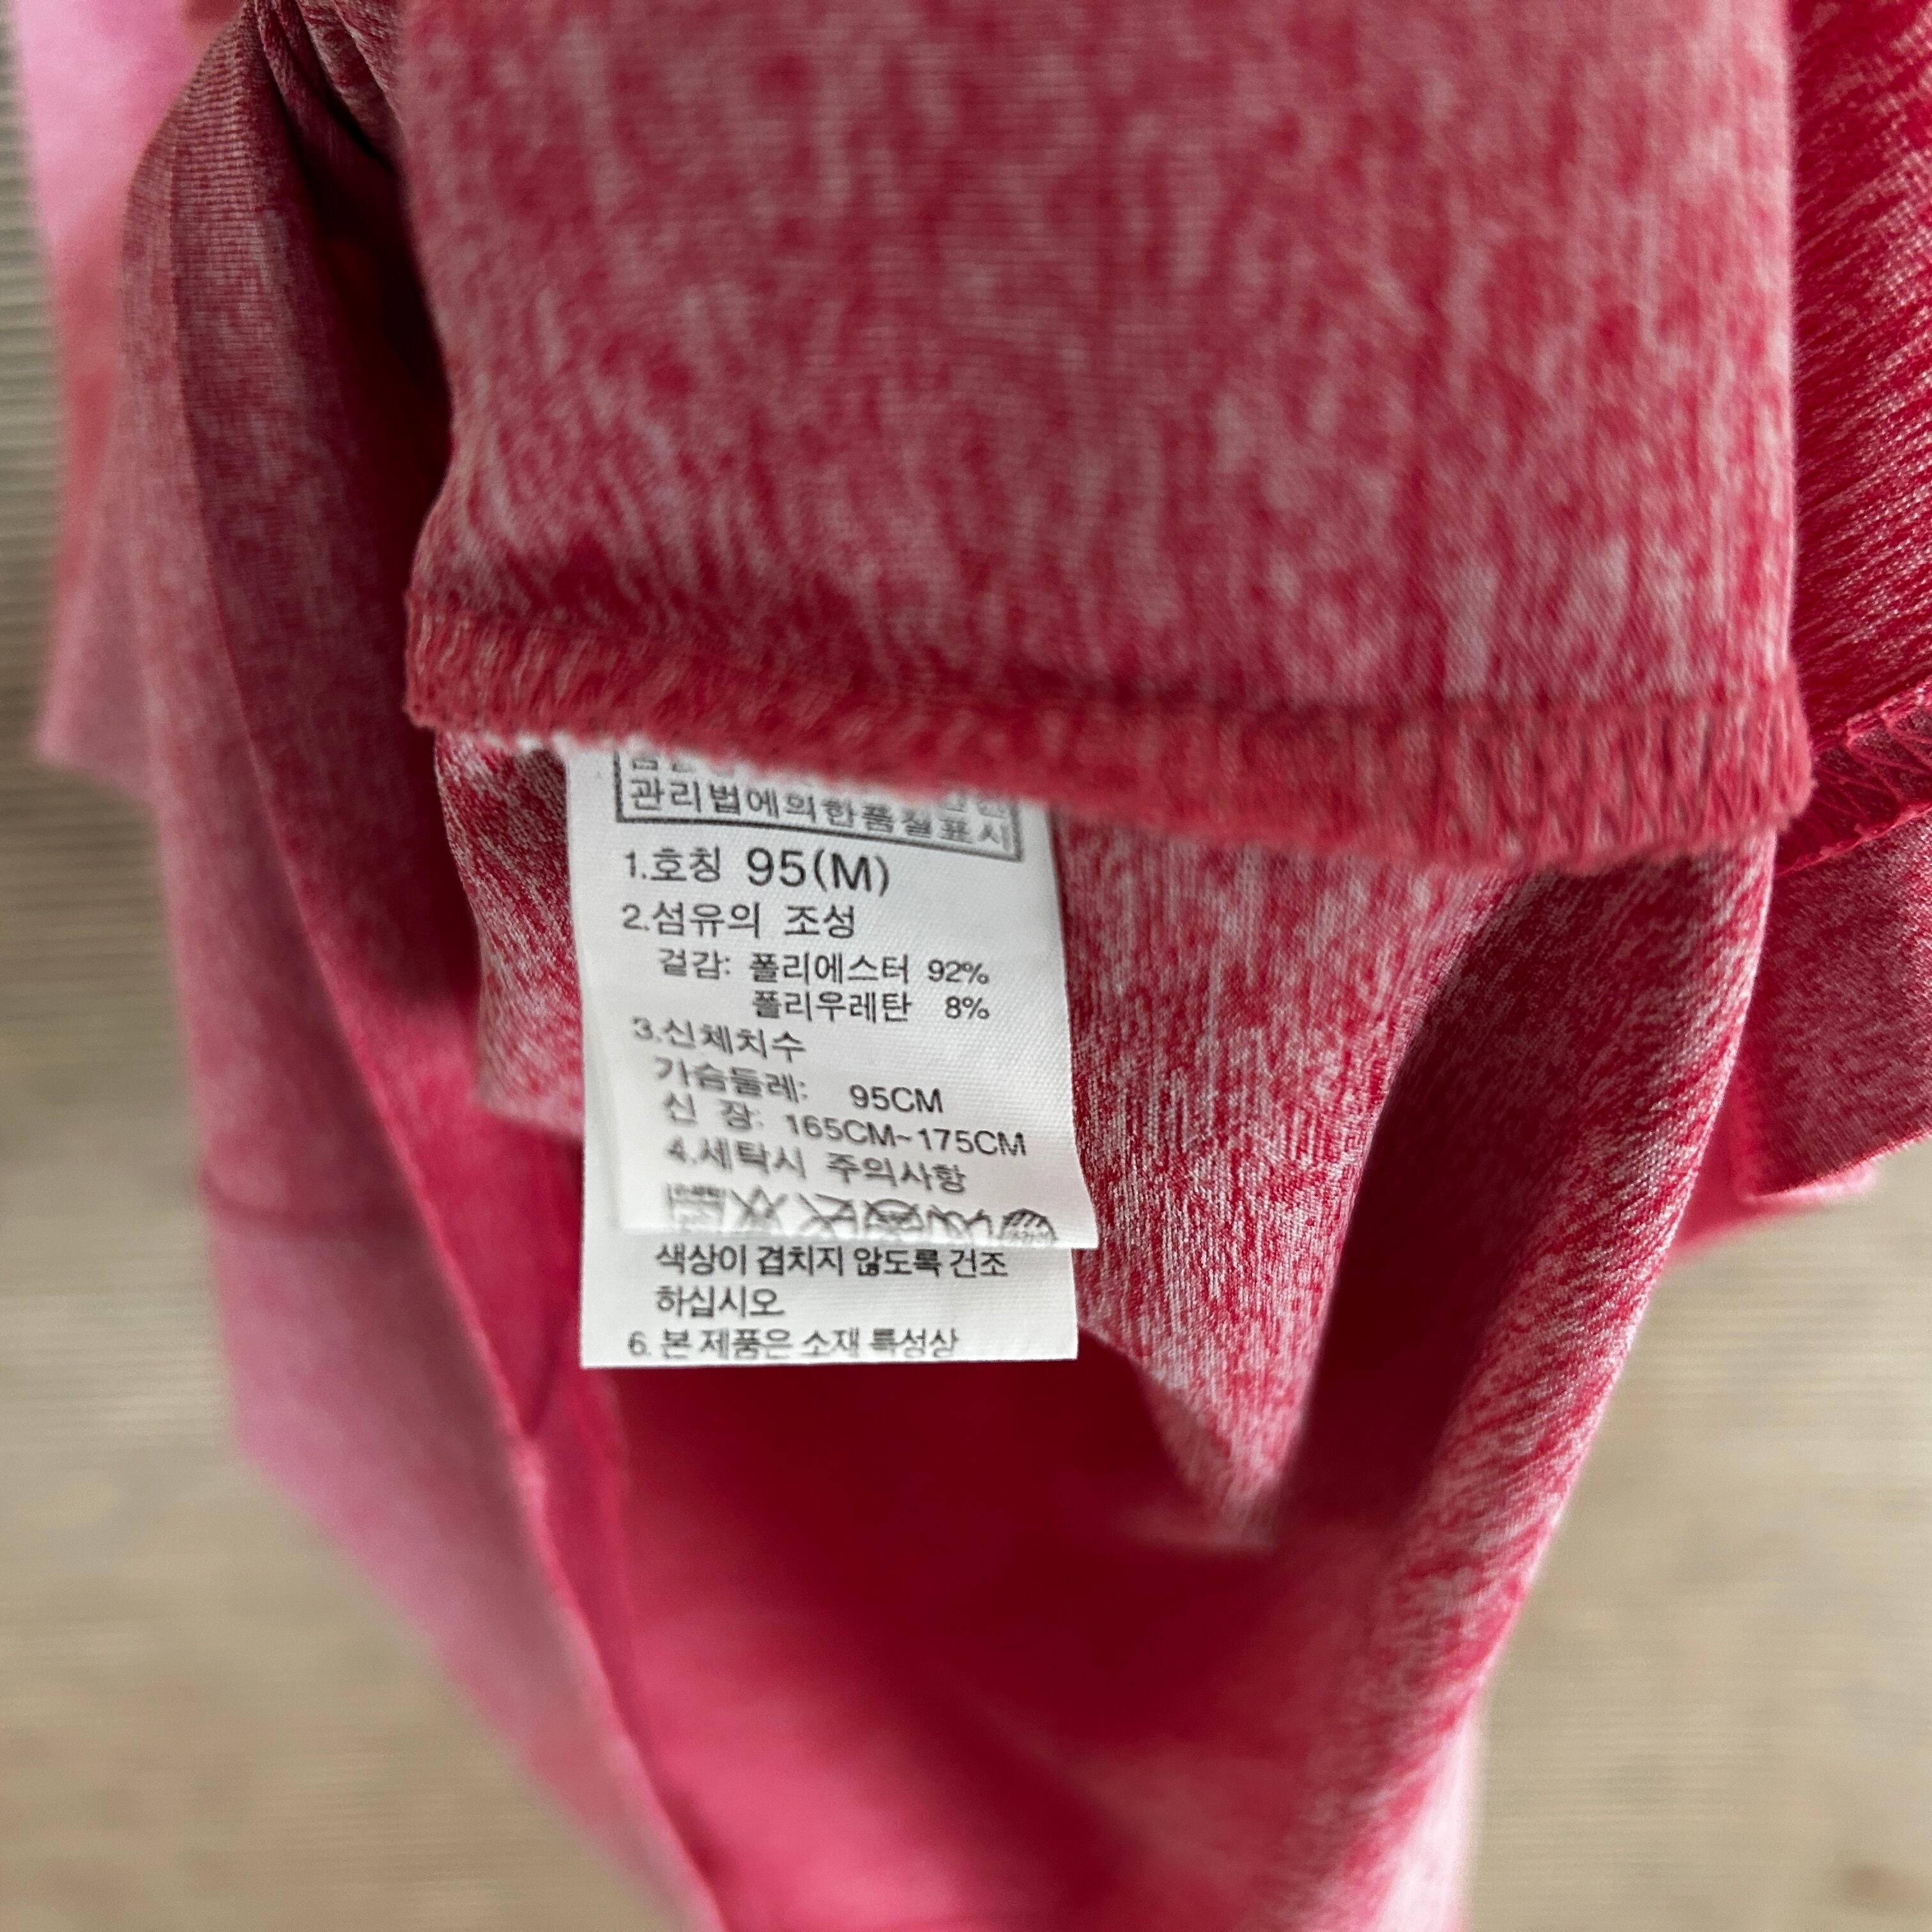 관리법에의한품질표시
1.호칭 95(M)
2.섬유의 조성
겉감: 폴리에스터 92%
폴리우레탄 8%
3.신체치수
가슴둘레: 95CM
신 장: 165CM~175CM
4.세탁시 주의사항
색상이 겹치지 않도록 건조
하십시오
6. 본 제품은 소재 특성상